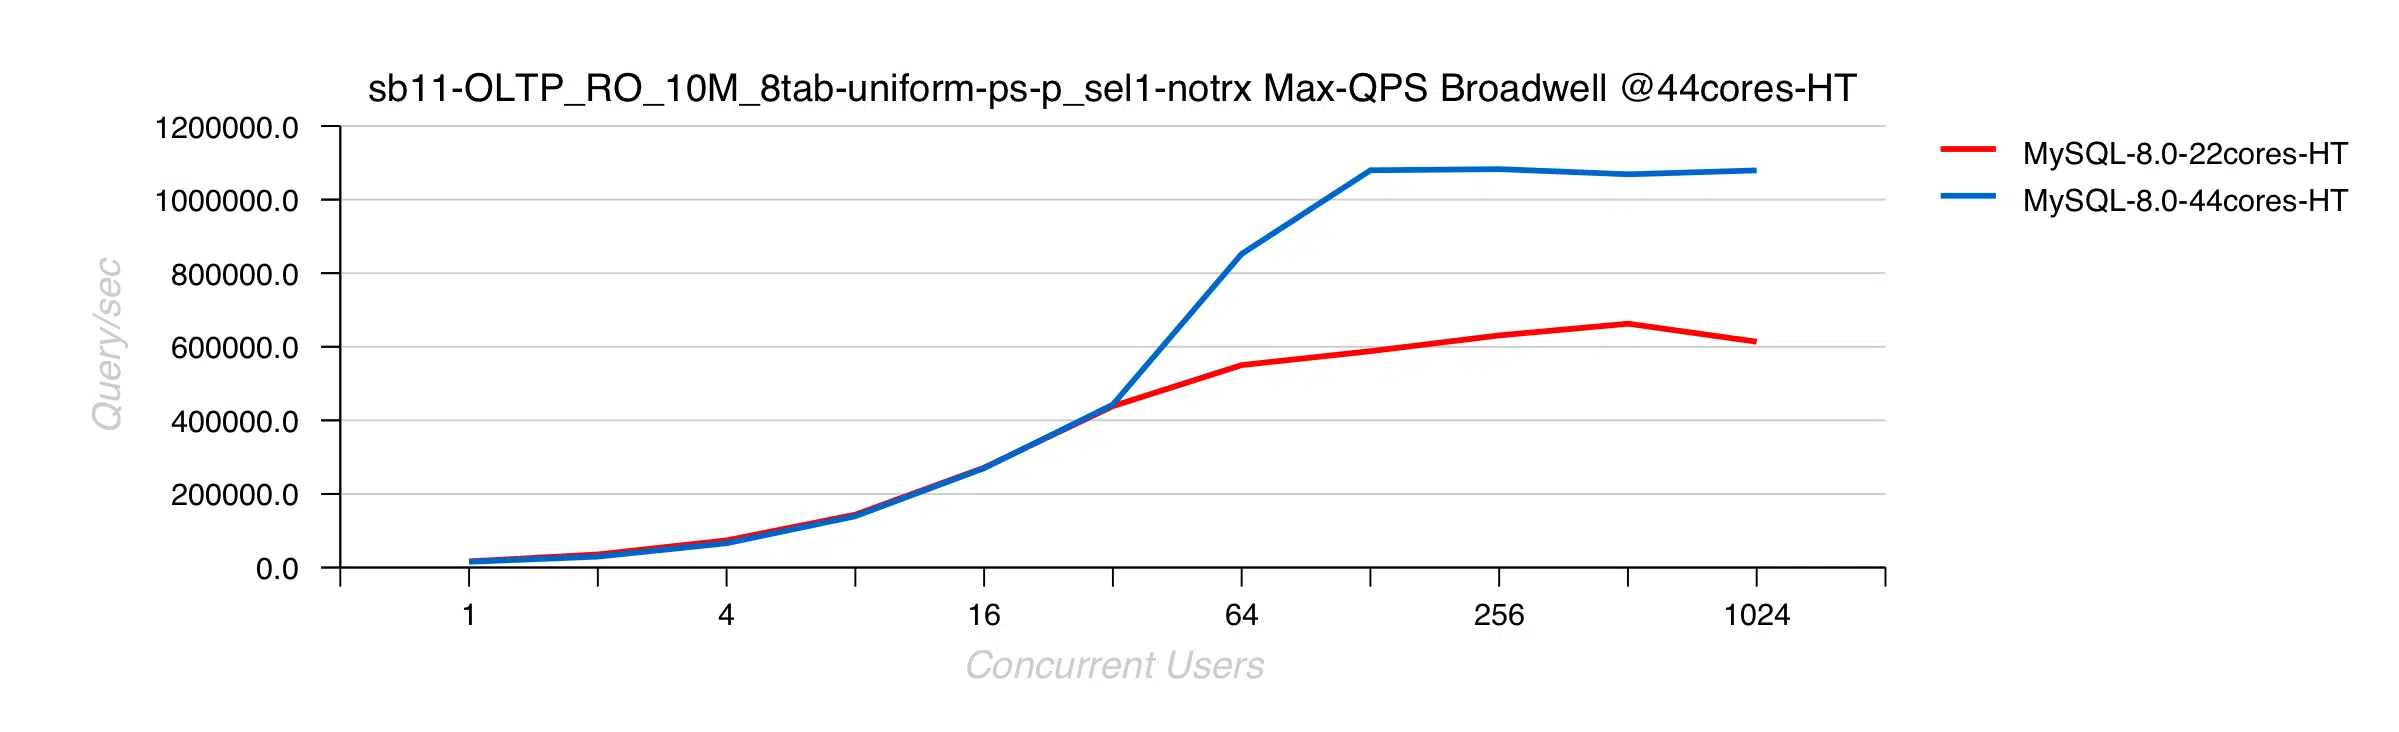 sb11-OLTP_RO_10M_8tab-uniform-ps-p_sel1-notrx Max-QPS Broadwell @44cores-HT
1200000.0
1000000.0
800000.0
600000.0
400000.0
200000.0
0.0
Query/sec
1 4 16 64 256 1024
Concurrent Users
MySQL-8.0-22cores-HT
MySQL-8.0-44cores-HT